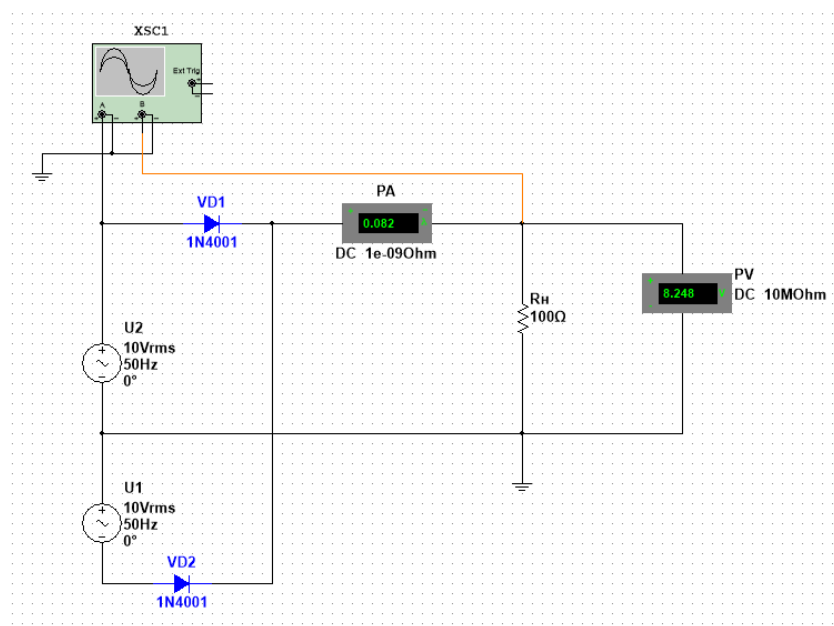 XSC1
Ext Trig
+
-
A
B
+ - + -
VD1
1N4001
PA
+ -
0.082 A
DC 1e-09Ohm
PV
+
8.248 V
-
DC 10MOhm
Rн
100Ω
U2
10Vrms
50Hz
0°
U1
10Vrms
50Hz
0°
VD2
1N4001